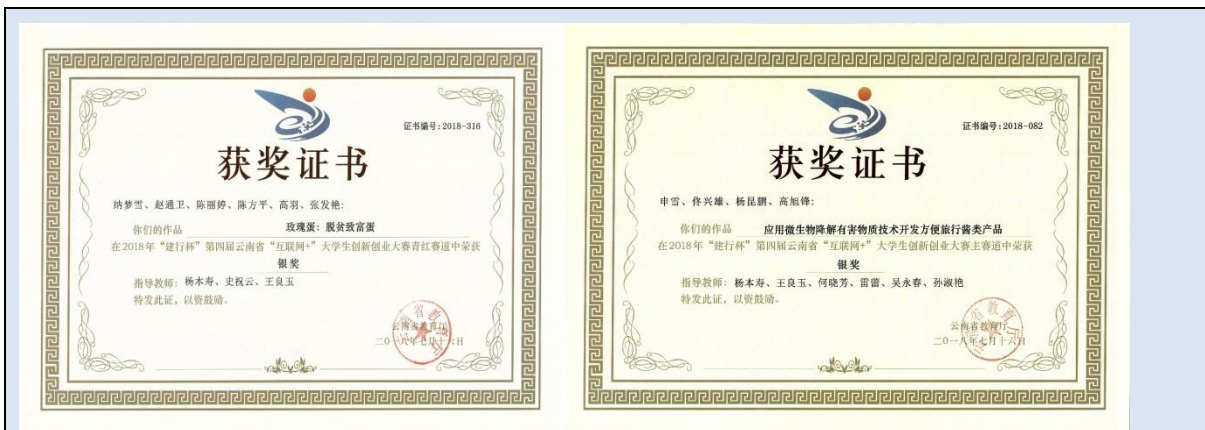 证书编号:2018-316
获奖证书
纳梦雪、赵通卫、陈丽婷、陈方平、高羽、张发艳:
你们的作品 玫瑰蛋:脱贫致富蛋
在2018年“建行杯”第四届云南省“互联网+”大学生创新创业大赛青红赛道中荣获
银奖
指导教师: 杨本寿、史祝云、王良玉
特发此证,以资鼓励。
云南省教育厅
二〇一八年七月十六日
证书编号:2018-082
获奖证书
申雪、佟兴雄、杨昆鹏、高旭锋:
你们的作品 应用微生物降解有害物质技术开发方便旅行酱类产品
在2018年“建行杯”第四届云南省“互联网+”大学生创新创业大赛主赛道中荣获
银奖
指导教师: 杨本寿、王良玉、何晓芳、雷蕾、吴永春、孙淑艳
特发此证,以资鼓励。
云南省教育厅
二〇一八年七月十六日